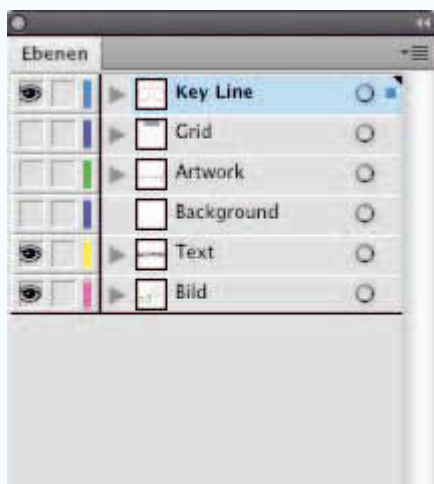 Ebenen
Key Line
Grid
Artwork
Background
Text
Bild